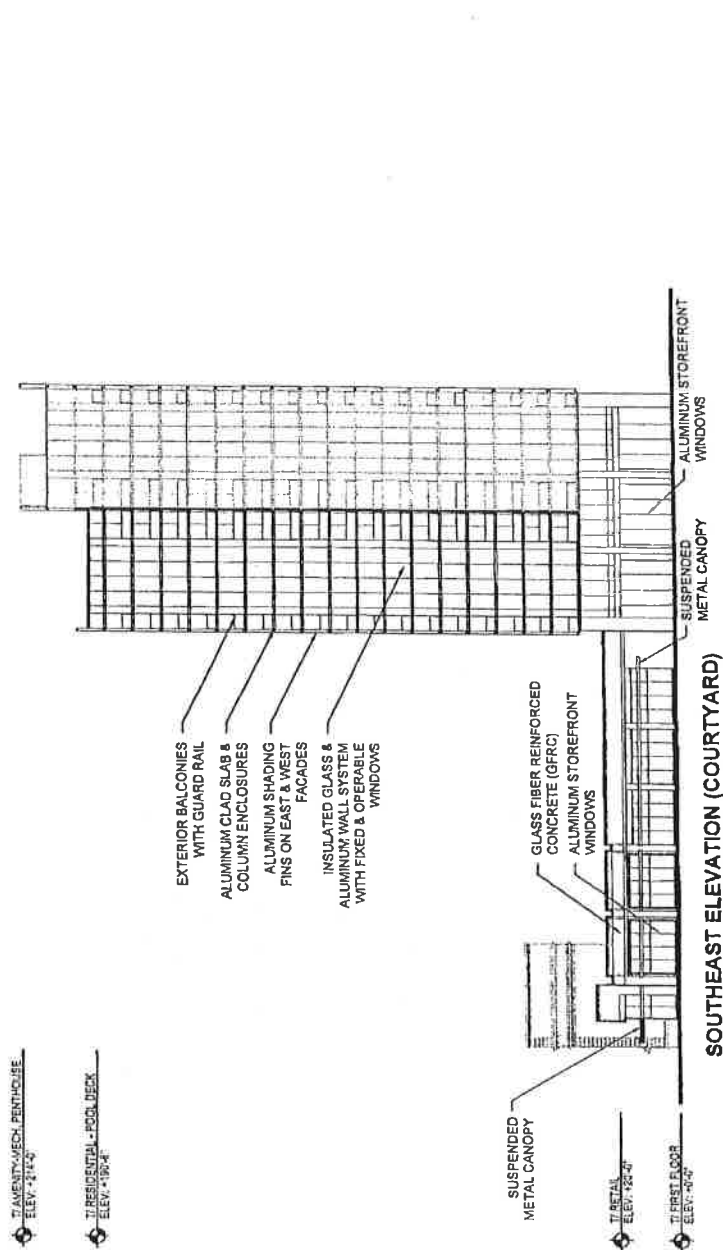 T/ AMENITY-MECH. PENTHOUSE
ELEV: +214'-0"
T/ RESIDENTIAL - POOL DECK
ELEV: +190'-6"
EXTERIOR BALCONIES
WITH GUARD RAIL
ALUMINUM CLAD SLAB &
COLUMN ENCLOSURES
ALUMINUM SHADING
FINS ON EAST & WEST
FACADES
INSULATED GLASS &
ALUMINUM WALL SYSTEM
WITH FIXED & OPERABLE
WINDOWS
GLASS FIBER REINFORCED
CONCRETE (GFRC)
ALUMINUM STOREFRONT
WINDOWS
SUSPENDED
METAL CANOPY
T/ RETAIL
ELEV: +20'-0"
T/ FIRST FLOOR
ELEV: +0'-0"
SUSPENDED
METAL CANOPY
ALUMINUM STOREFRONT
WINDOWS
SOUTHEAST ELEVATION (COURTYARD)